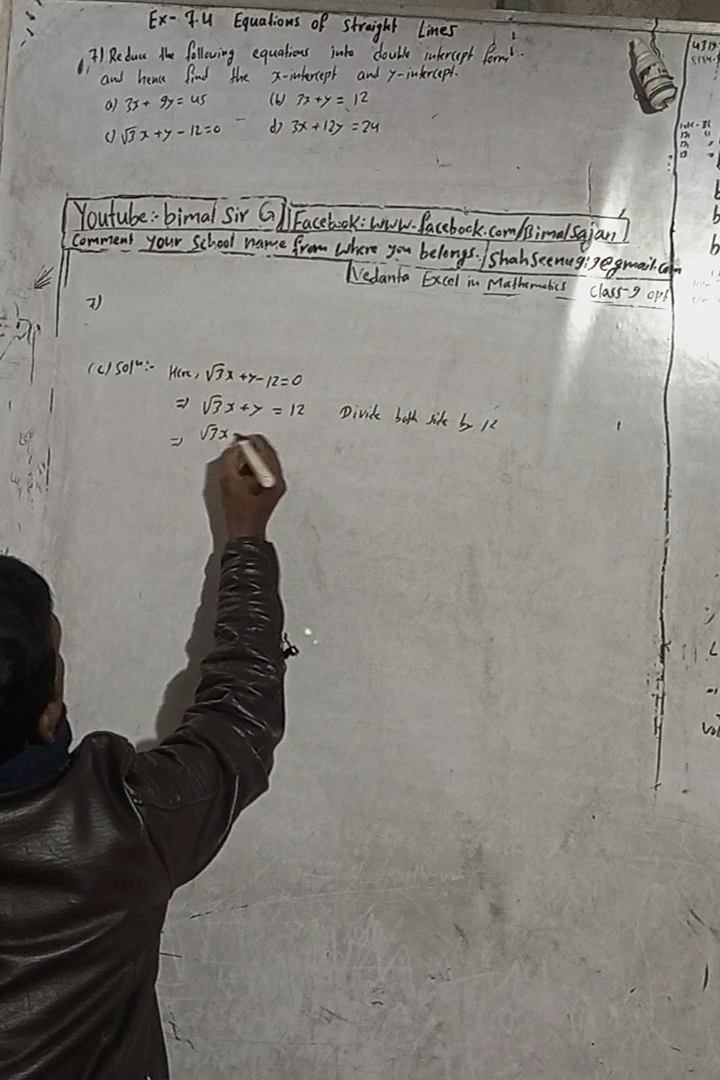 Ex- 7.4 Equations of Straight Lines
7) Reduce the following equations into double intercept form
and hence find the x-intercept and y-intercept.
a) 3x + 9y = 45 (b) 3x+y = 12
c) √3x + y - 12=0 d) 3x + 12y = 24
Youtube:- bimal Sir G Facebook: www.facebook.com/Bimalsajan
Comment your School name from where you belongs. Shahseenu9i9@gmail.com
Vedanta Excel in Mathematics Class-9 opt
7)
(c) Solⁿ:- Here, √3x + y - 12=0
⇒ √3x + y = 12 Divide both side by 12
⇒ √3x